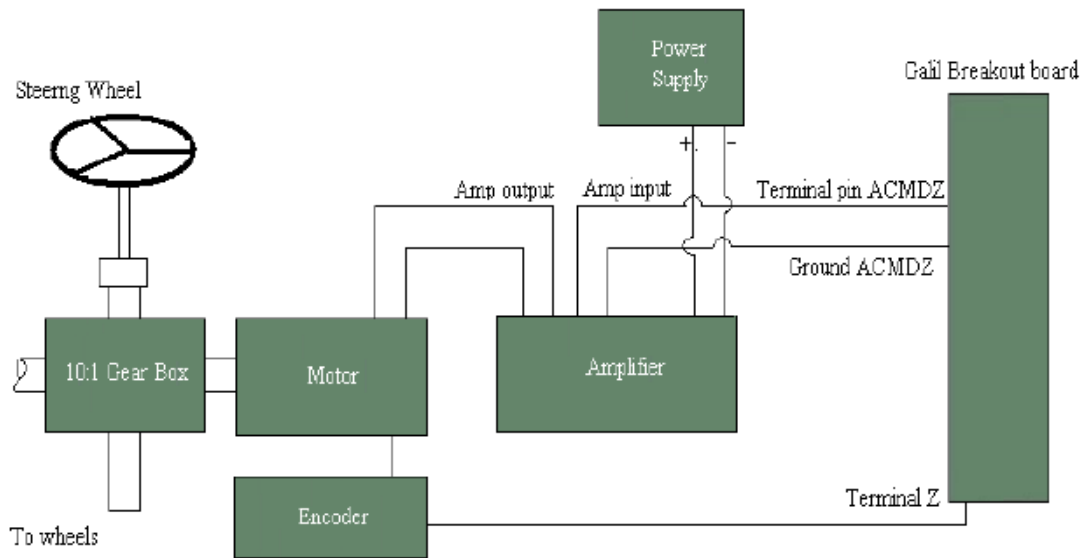 Power
Supply
Galil Breakout board
Steerng Wheel
+
-
Amp output
Amp input
Terminal pin ACMDZ
Ground ACMDZ
10:1 Gear Box
Motor
Amplifier
Terminal Z
Encoder
To wheels